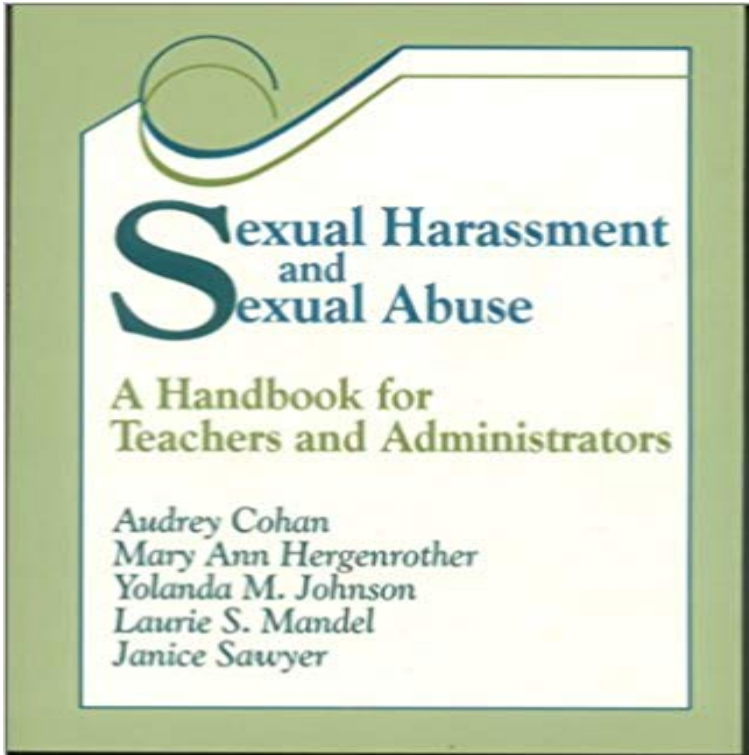 Sexual Harassment
and
Sexual Abuse
A Handbook for
Teachers and Administrators
Audrey Cohan
Mary Ann Hergenrother
Yolanda M. Johnson
Laurie S. Mandel
Janice Sawyer